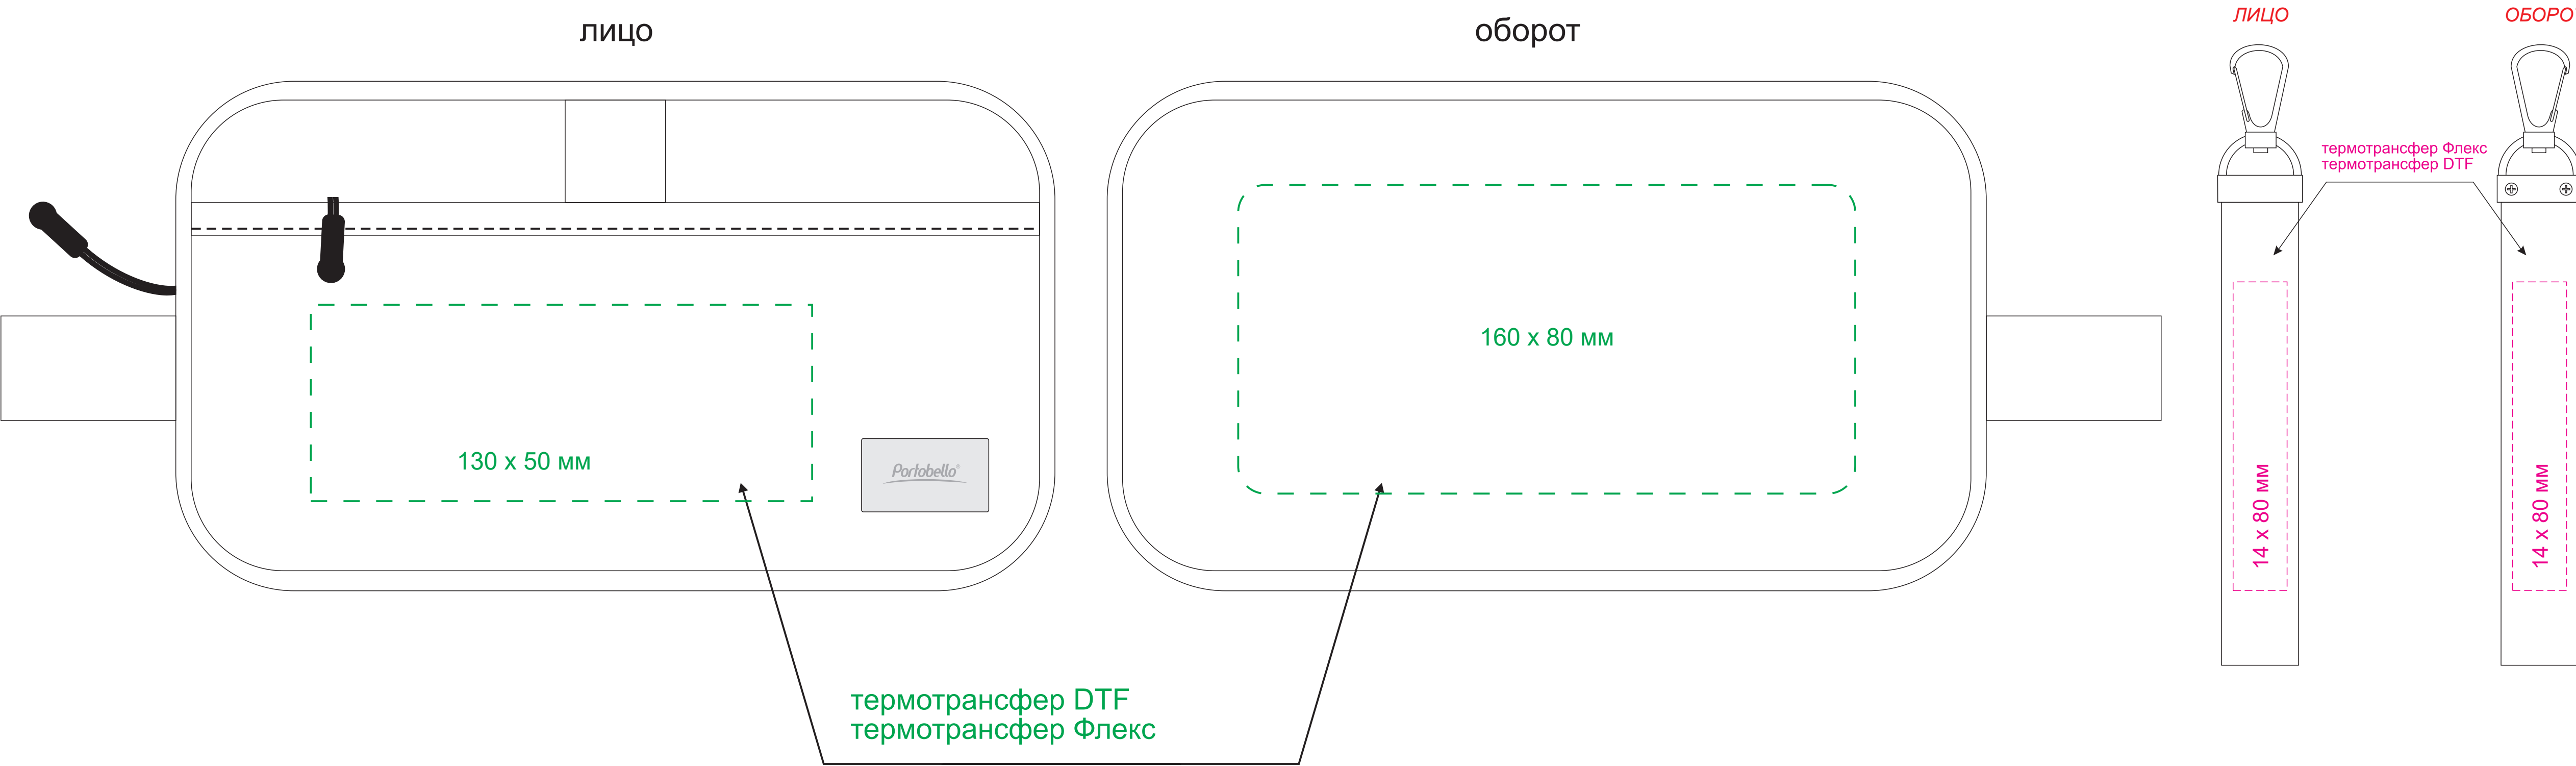 лицо
оборот
ЛИЦО
ОБОРО
термотрансфер Флекс
термотрансфер DTF
160 х 80 мм
130 х 50 мм
Portobello®
14 х 80 мм
14 х 80 мм
термотрансфер DTF
термотрансфер Флекс